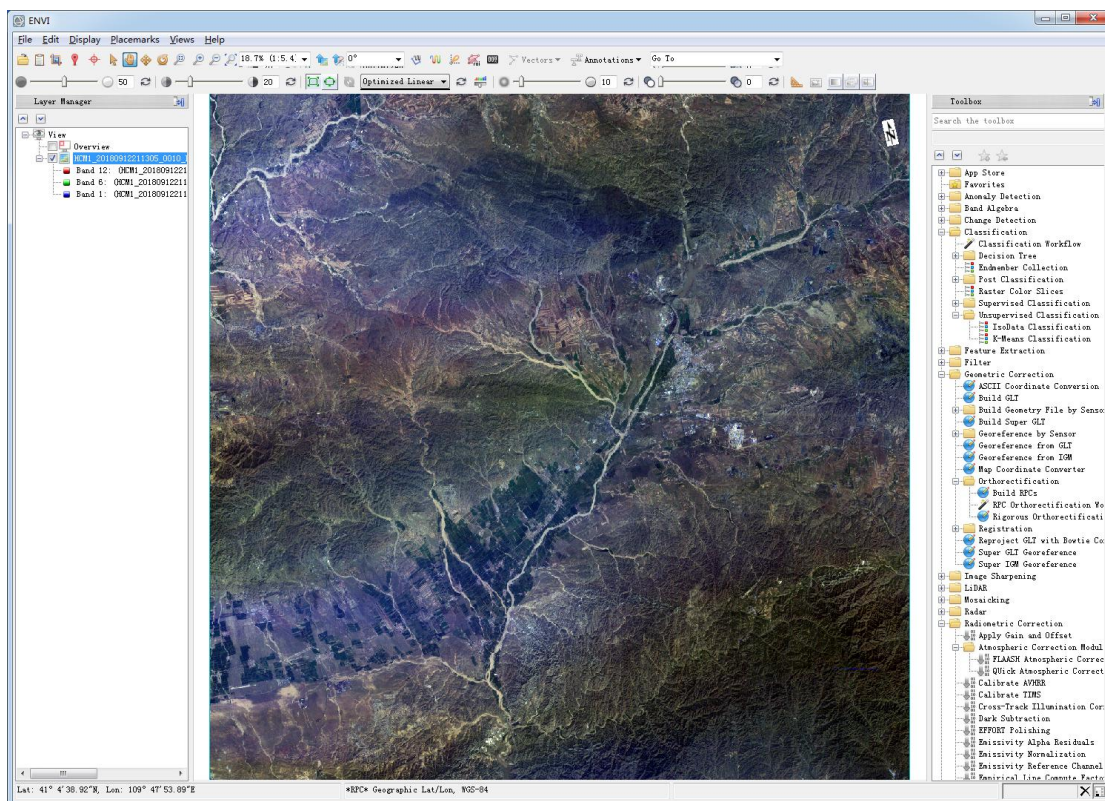 ENVI
File Edit Display Placemarks Views Help
18.7% (1:5.4
0°
Vectors
Annotations
Go To
50
20
Optimized Linear
10
0
Layer Manager
View
Overview
HCM1_20180912211305_0010_
Band 12: (HCM1_201809122l
Band 6: (HCM1_2018091221l
Band 1: (HCM1_2018091221l
N
Toolbox
Search the toolbox
App Store
Favorites
Anomaly Detection
Band Algebra
Change Detection
Classification
Classification Workflow
Decision Tree
Endmember Collection
Post Classification
Raster Color Slices
Supervised Classification
Unsupervised Classification
IsoData Classification
K-Means Classification
Feature Extraction
Filter
Geometric Correction
ASCII Coordinate Conversion
Build GLT
Build Geometry File by Senso
Build Super GLT
Georeference by Sensor
Georeference from GLT
Georeference from IGM
Map Coordinate Converter
Orthorectification
Build RPCs
RPC Orthorectification Wo
Rigorous Orthorectificati
Registration
Reproject GLT with Bowtie Co
Super GLT Georeference
Super IGM Georeference
Image Sharpening
LiDAR
Mosaicking
Radar
Radiometric Correction
Apply Gain and Offset
Atmospheric Correction Modul
FLAASH Atmospheric Correc
QUick Atmospheric Correct
Calibrate AVHRR
Calibrate TIMS
Cross-Track Illumination Cor
Dark Subtraction
EFFORT Polishing
Emissivity Alpha Residuals
Emissivity Normalization
Emissivity Reference Channel
Empirical Line Compute Facto
Lat: 41° 4'38.92"N, Lon: 109° 47'53.89"E
*RPC* Geographic Lat/Lon, WGS-84